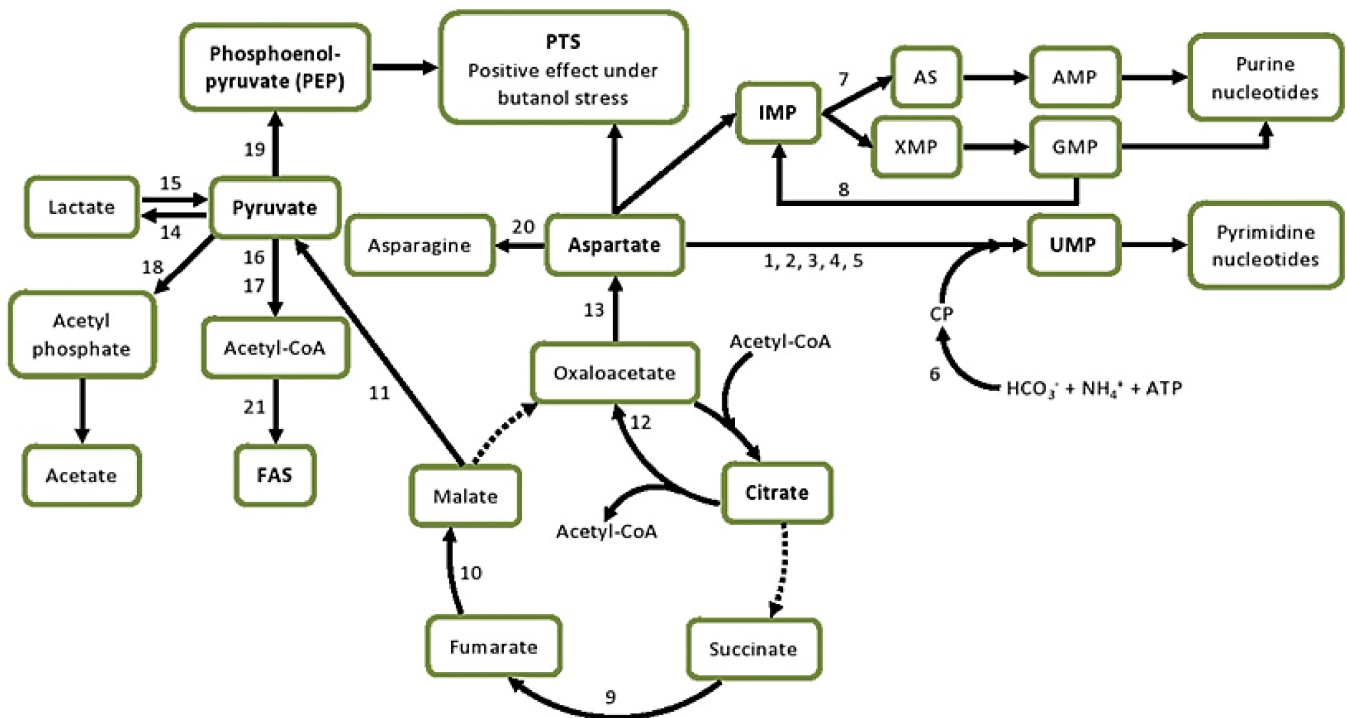 Phosphoenol-
pyruvate (PEP)
PTS
Positive effect under
butanol stress
7
AS
AMP
Purine
nucleotides
IMP
XMP
GMP
8
19
15
Lactate
14
Pyruvate
Asparagine
20
Aspartate
1, 2, 3, 4, 5
UMP
Pyrimidine
nucleotides
18
16
17
13
CP
6
HCO₃⁻ + NH₄⁺ + ATP
Acetyl
phosphate
Acetyl-CoA
Oxaloacetate
Acetyl-CoA
11
12
21
Acetate
FAS
Malate
Citrate
Acetyl-CoA
10
Fumarate
Succinate
9